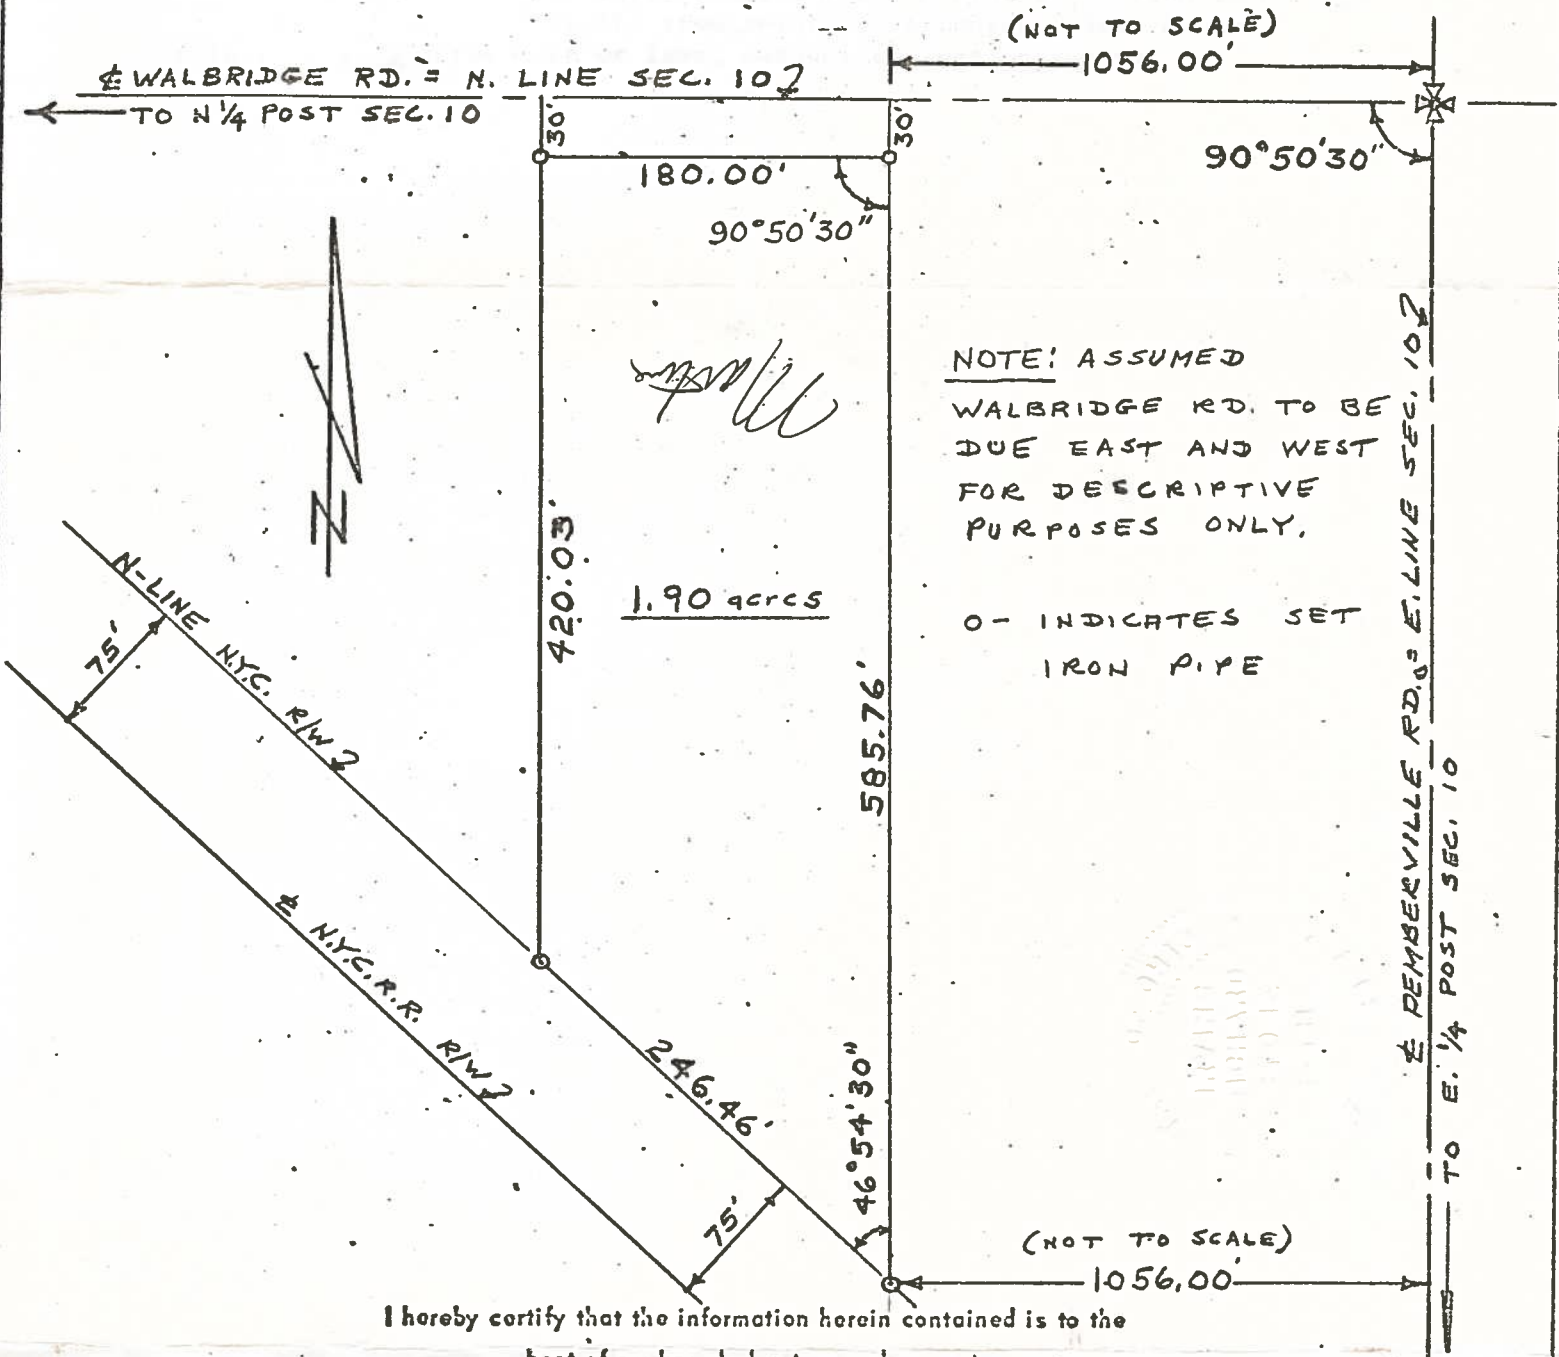 (NOT TO SCALE)
1056.00'
℄ WALBRIDGE RD. = N. LINE SEC. 10
TO N 1/4 POST SEC. 10
30'
30'
180.00'
90°50'30"
90°50'30"
Martin
NOTE: ASSUMED
WALBRIDGE RD. TO BE
DUE EAST AND WEST
FOR DESCRIPTIVE
PURPOSES ONLY.
O - INDICATES SET
IRON PIPE
N
420.03'
1.90 acres
585.76'
N-LINE N.Y.C. R/W
75'
℄ N.Y.C.R.R. R/W
246.46'
75'
46°54'30"
℄ PEMBERVILLE RD. = E. LINE SEC. 10
TO E. 1/4 POST SEC. 10
(NOT TO SCALE)
1056.00'
I hereby certify that the information herein contained is to the